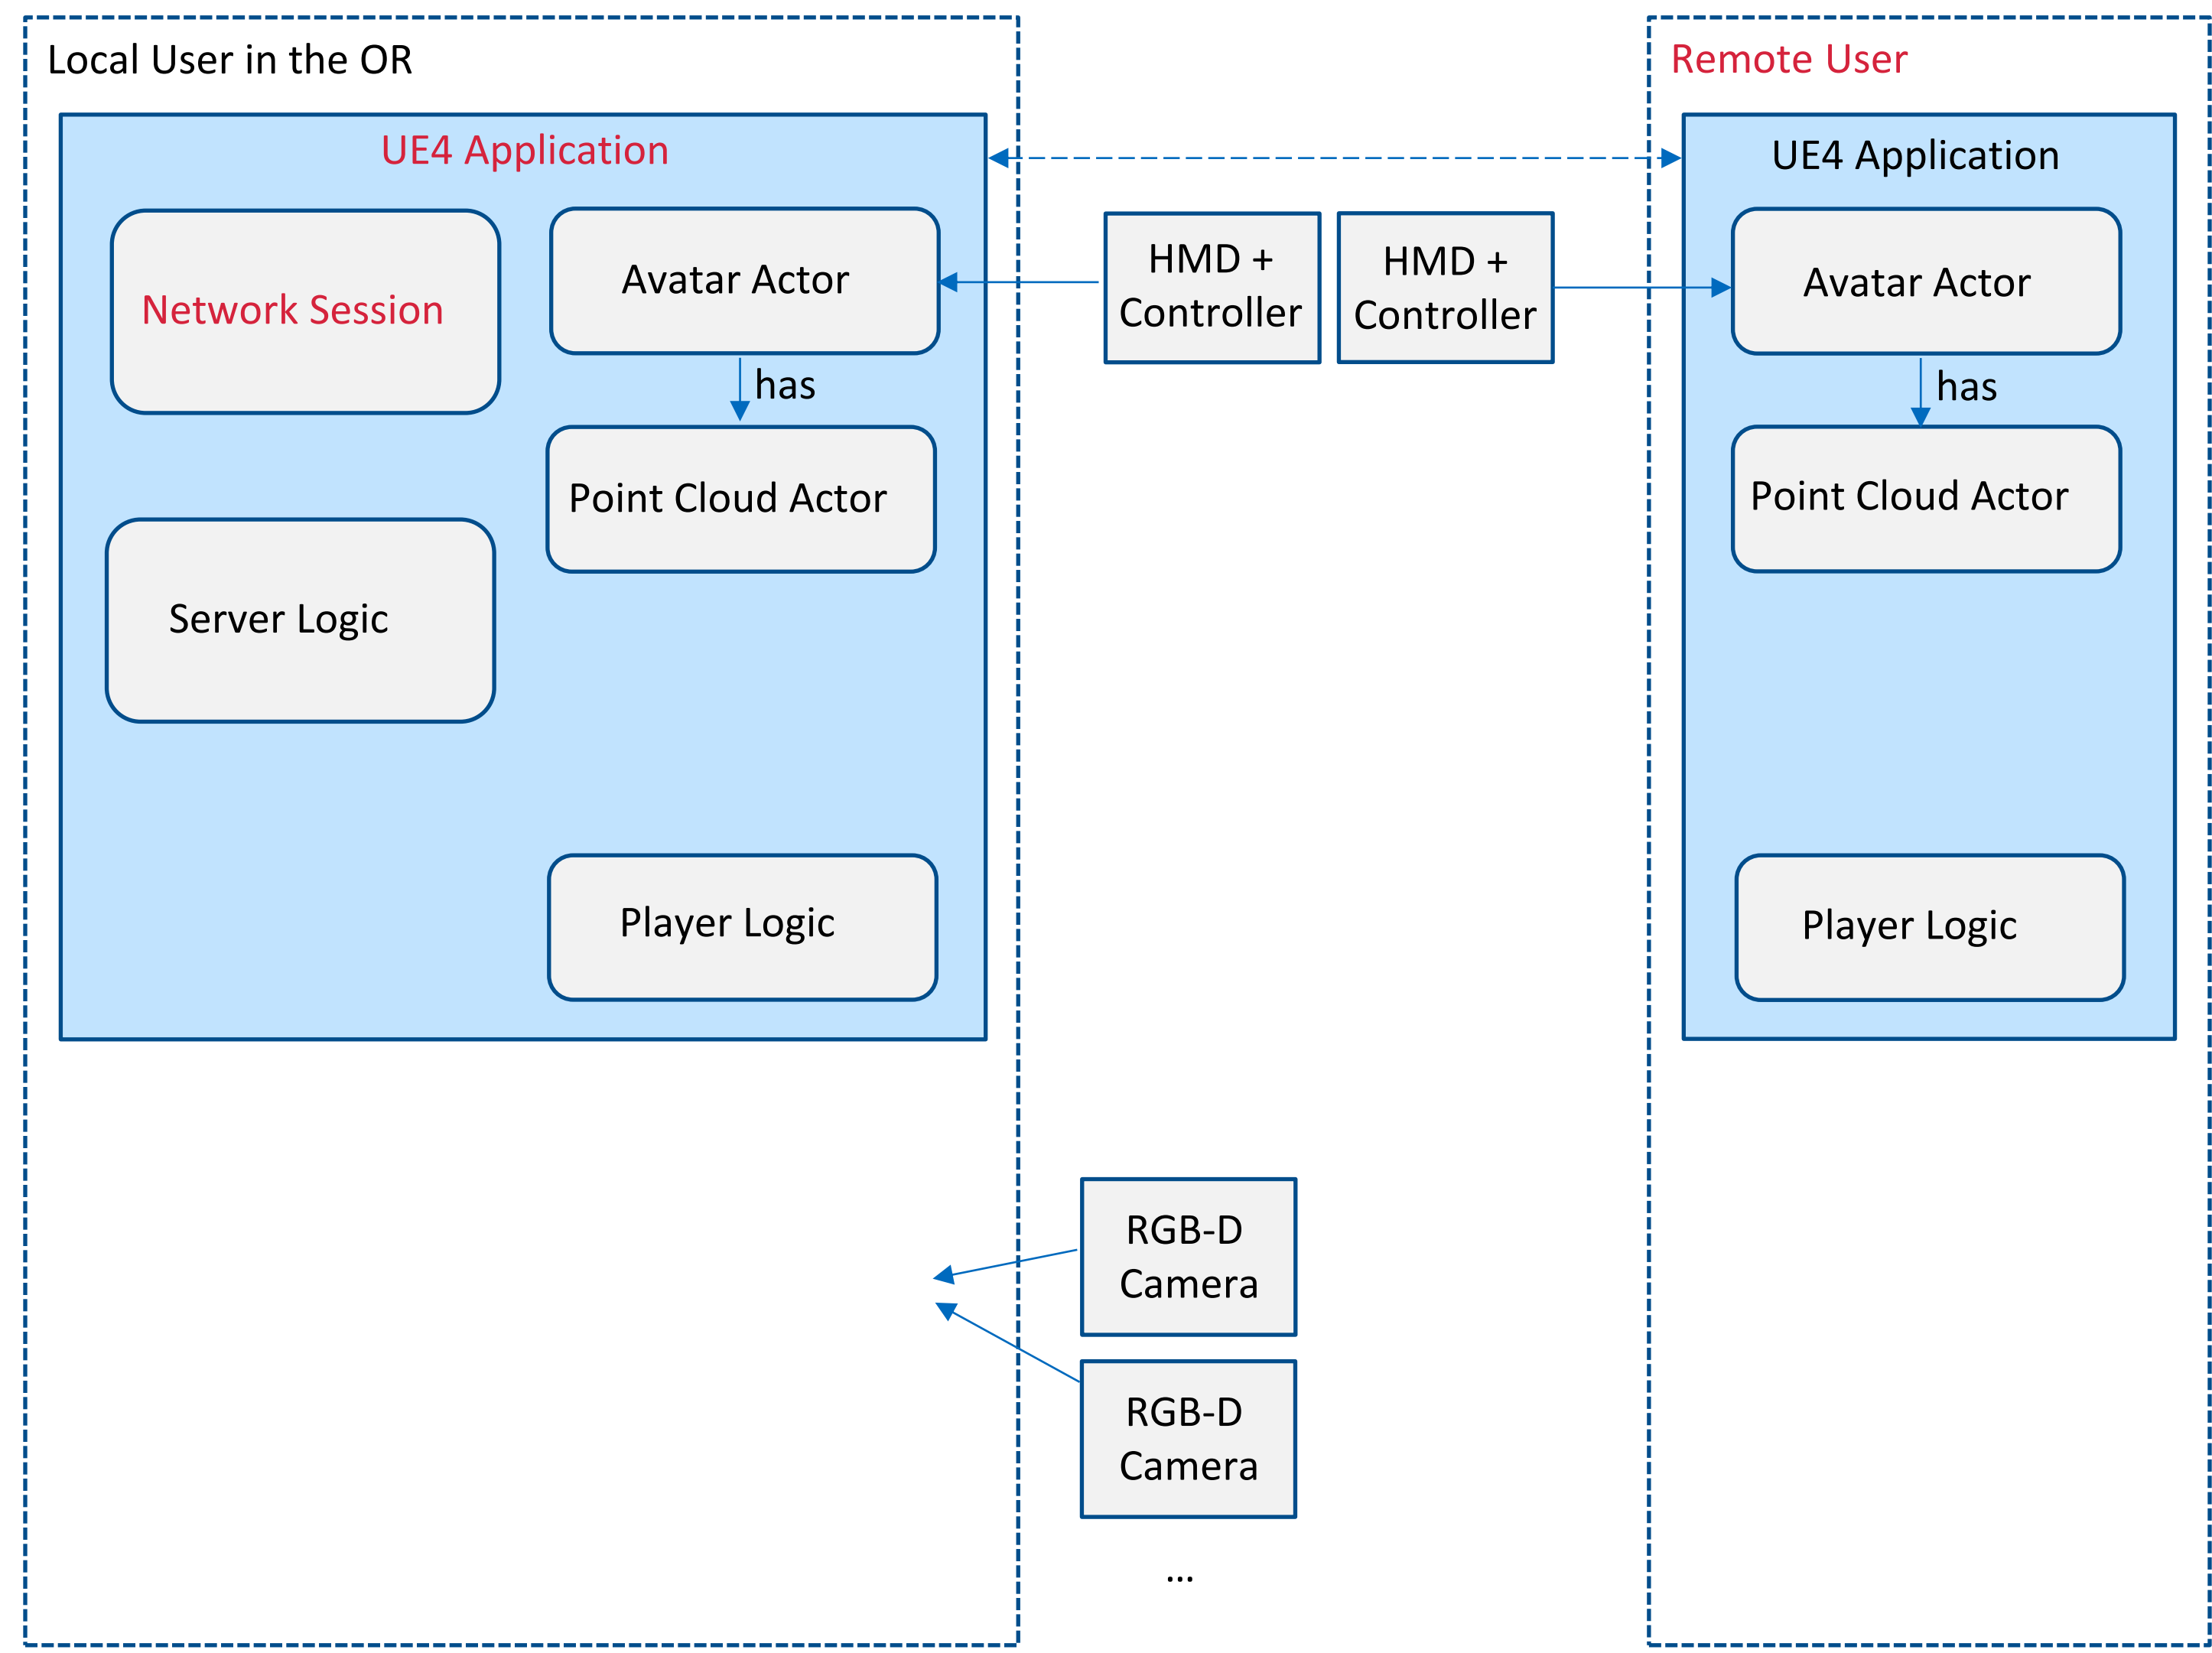 Local User in the OR
UE4 Application
Network Session
Avatar Actor
has
Point Cloud Actor
Server Logic
Player Logic
HMD +
Controller
HMD +
Controller
RGB-D
Camera
RGB-D
Camera
...
Remote User
UE4 Application
Avatar Actor
has
Point Cloud Actor
Player Logic